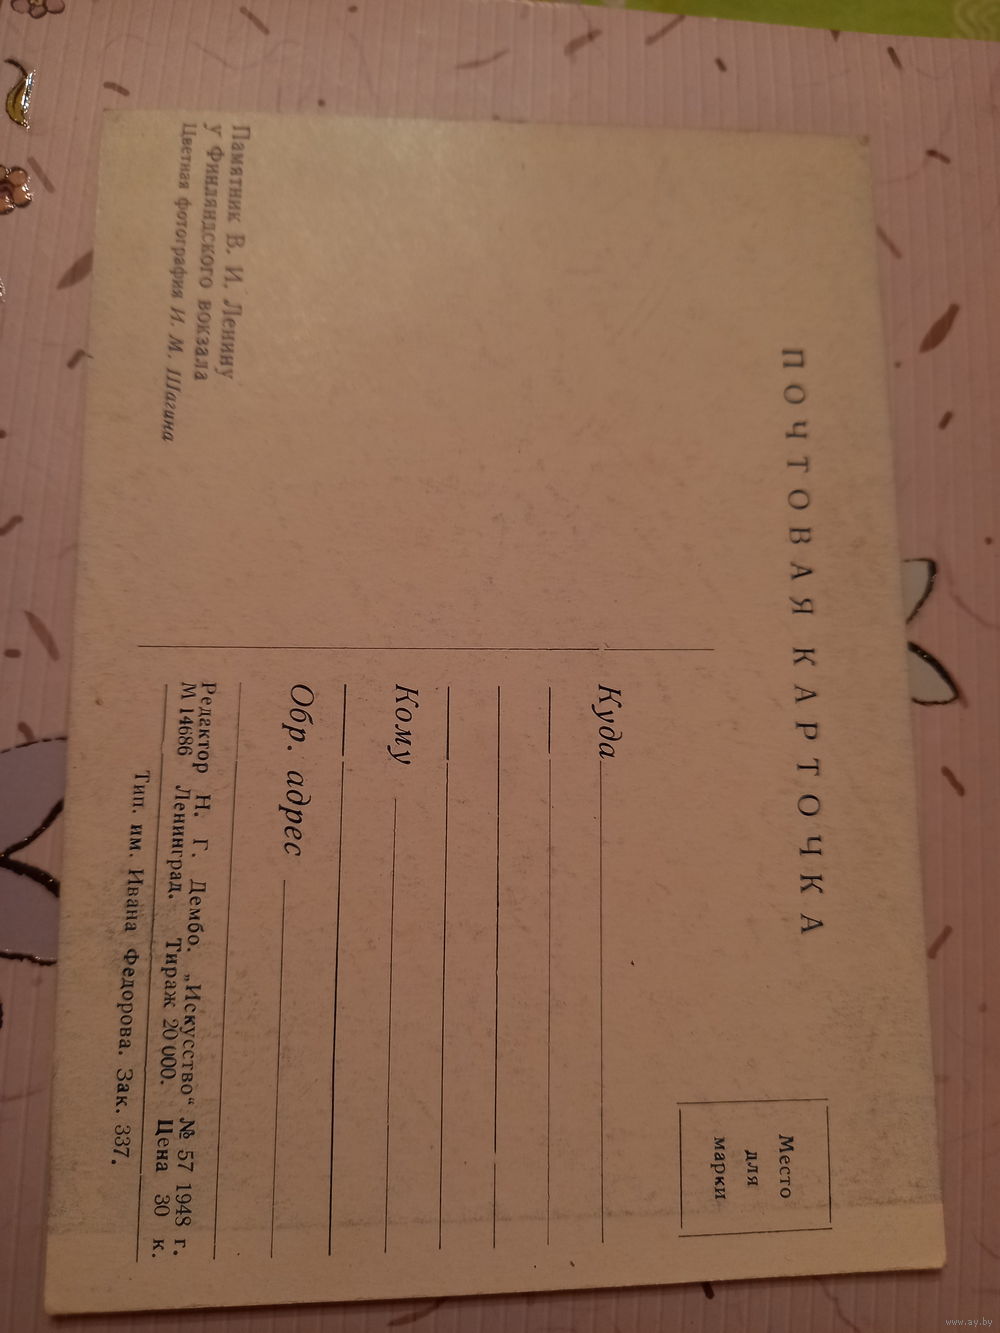 ПОЧТОВАЯ КАРТОЧКА
Место
для
марки
Куда
Кому
Обр. адрес
Памятник В. И. Ленину
у Финляндского вокзала
Цветная фотография И. М. Шагина
Редактор Н. Г. Дембо. „Искусство“ № 57 1948 г.
М 14686 Ленинград. Тираж 20 000. Цена 30 к.
Тип. им. Ивана Федорова. Зак. 337.
www.ay.by